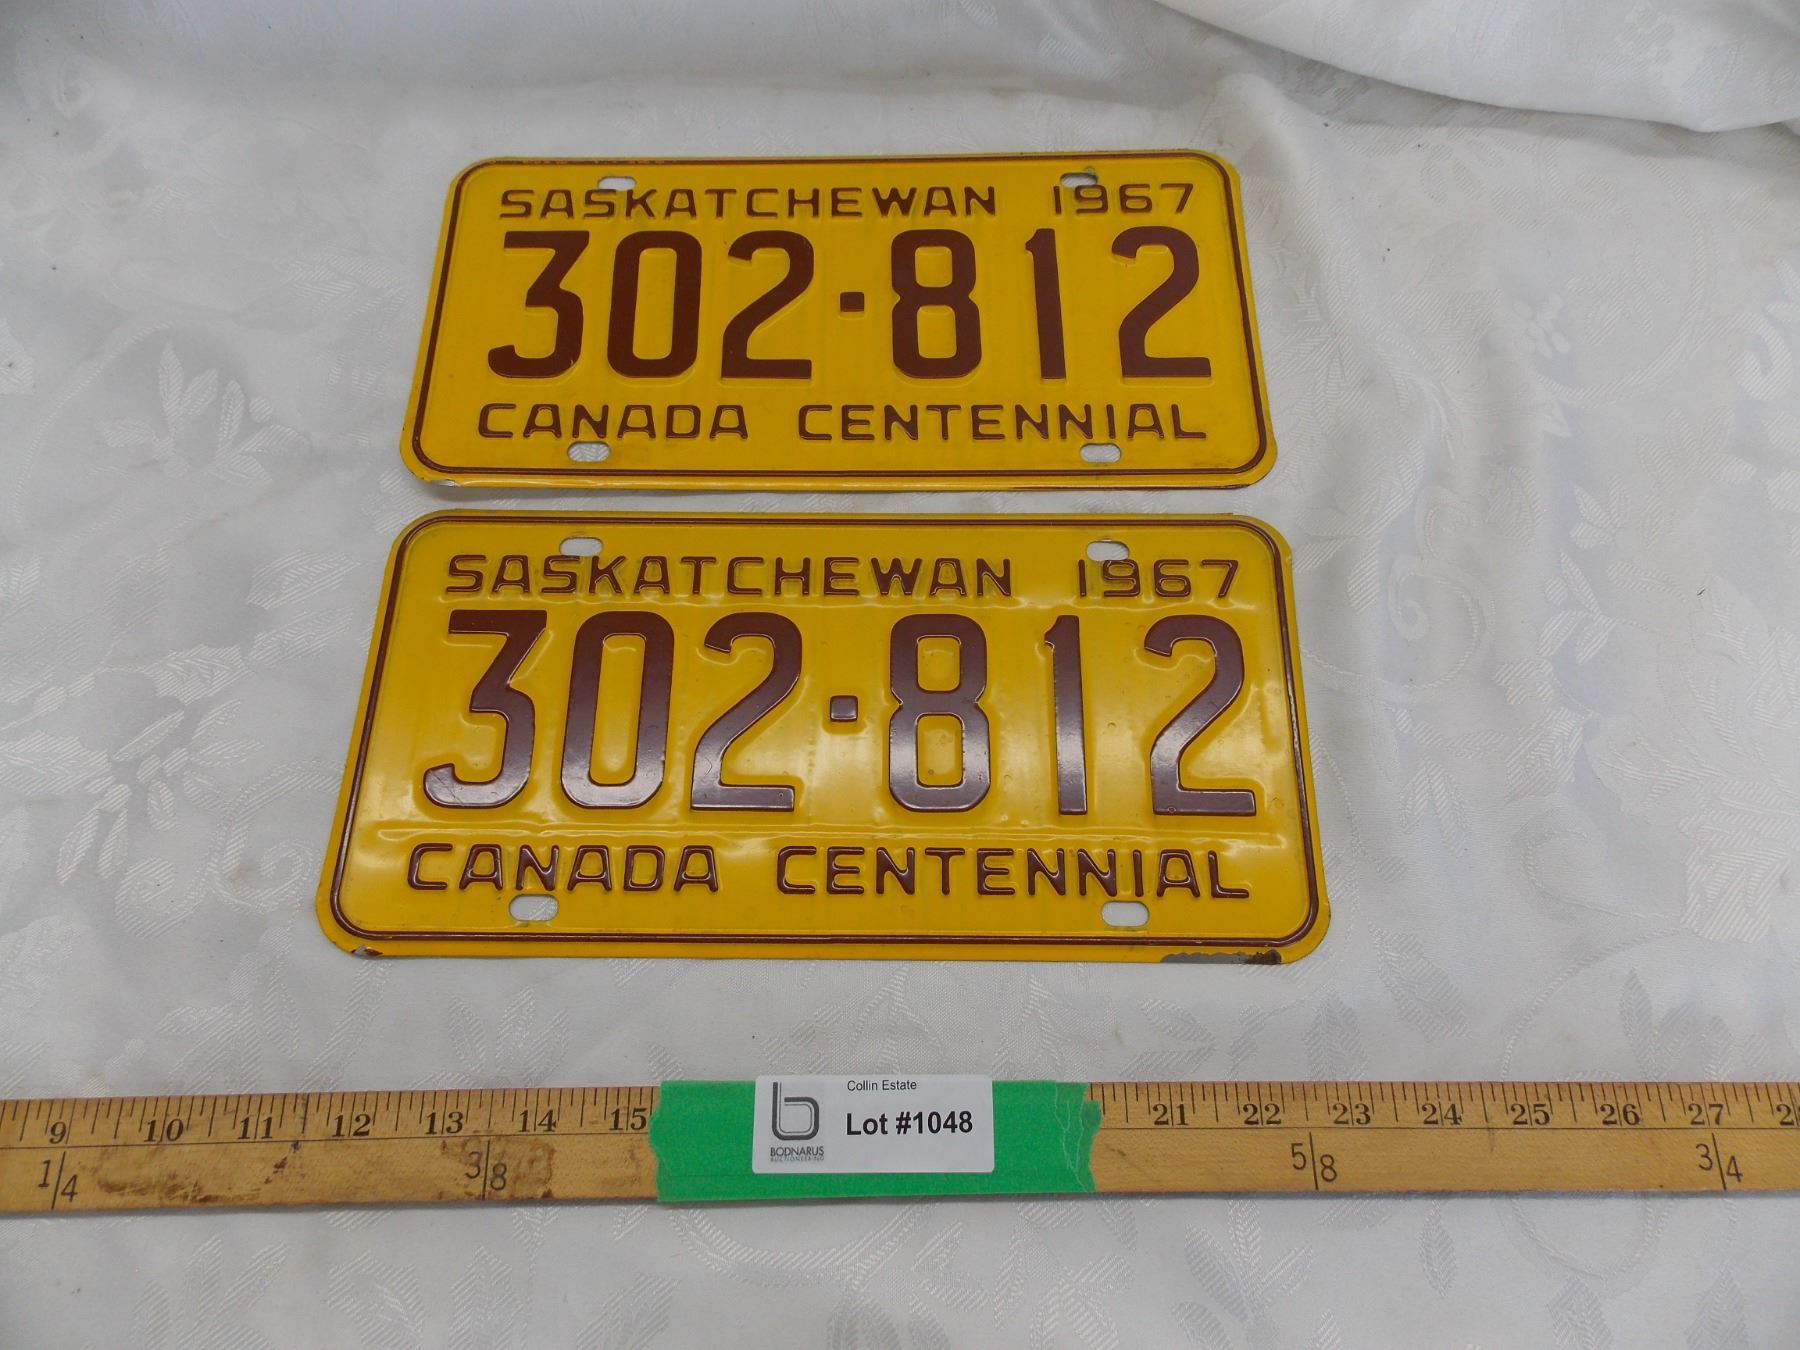 SASKATCHEWAN 1967
302·812
CANADA CENTENNIAL
SASKATCHEWAN 1967
302·812
CANADA CENTENNIAL
Collin Estate
Lot #1048
BODNARUS
AUCTIONEERING
9 10 11 12 13 14 15 21 22 23 24 25 26 27 28
1/4 3/8 5/8 3/4